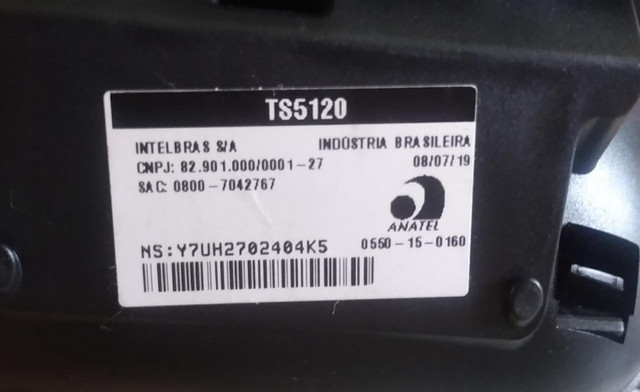 TS5120
INTELBRAS S/A INDÚSTRIA BRASILEIRA
CNPJ: 82.901.000/0001-27 08/07/19
SAC: 0800-7042767
ANATEL
NS:Y7UH2702404K5 0550-15-0160